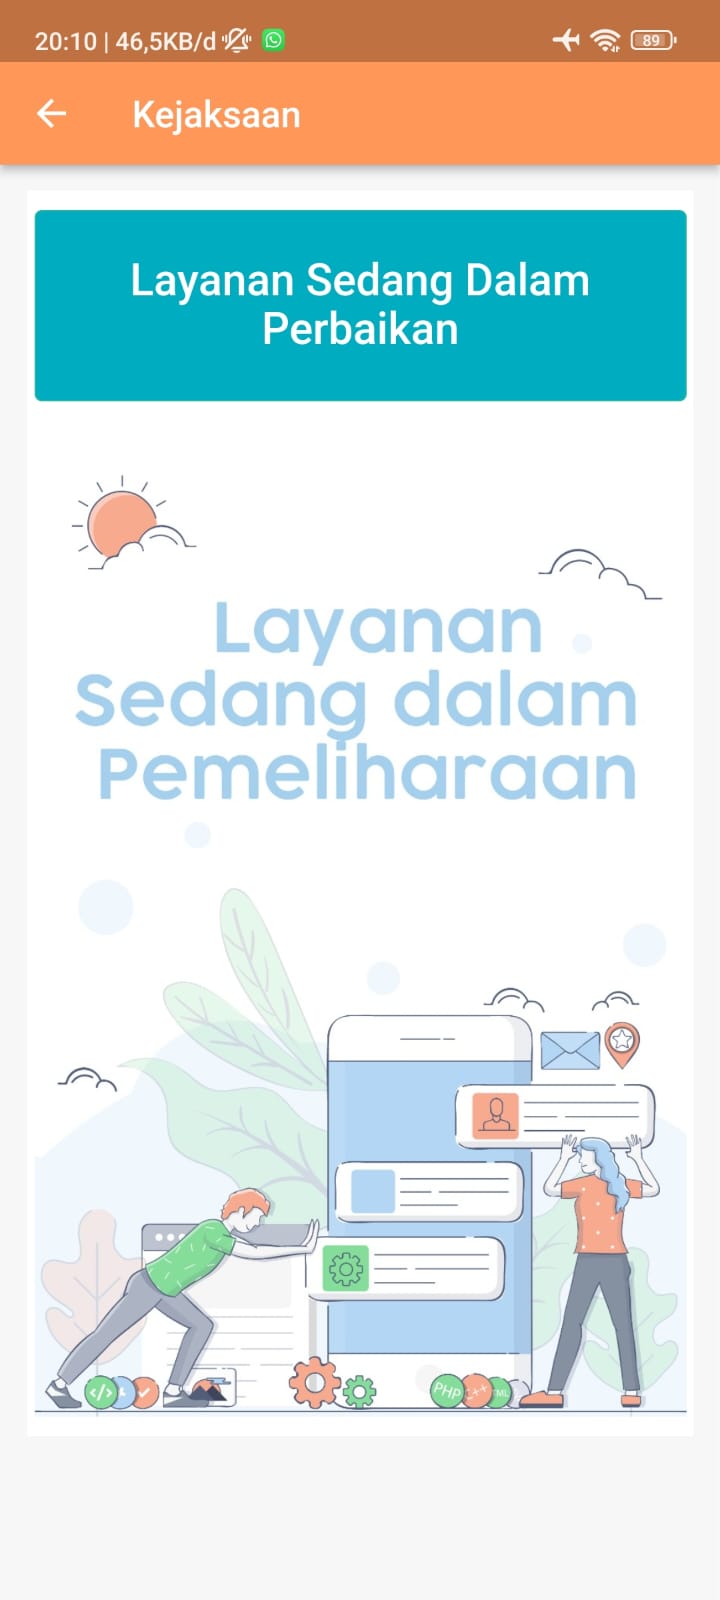 20:10 | 46,5KB/d
89
Kejaksaan
Layanan Sedang Dalam
Perbaikan
Layanan
Sedang dalam
Pemeliharaan
</>
PHP
C++